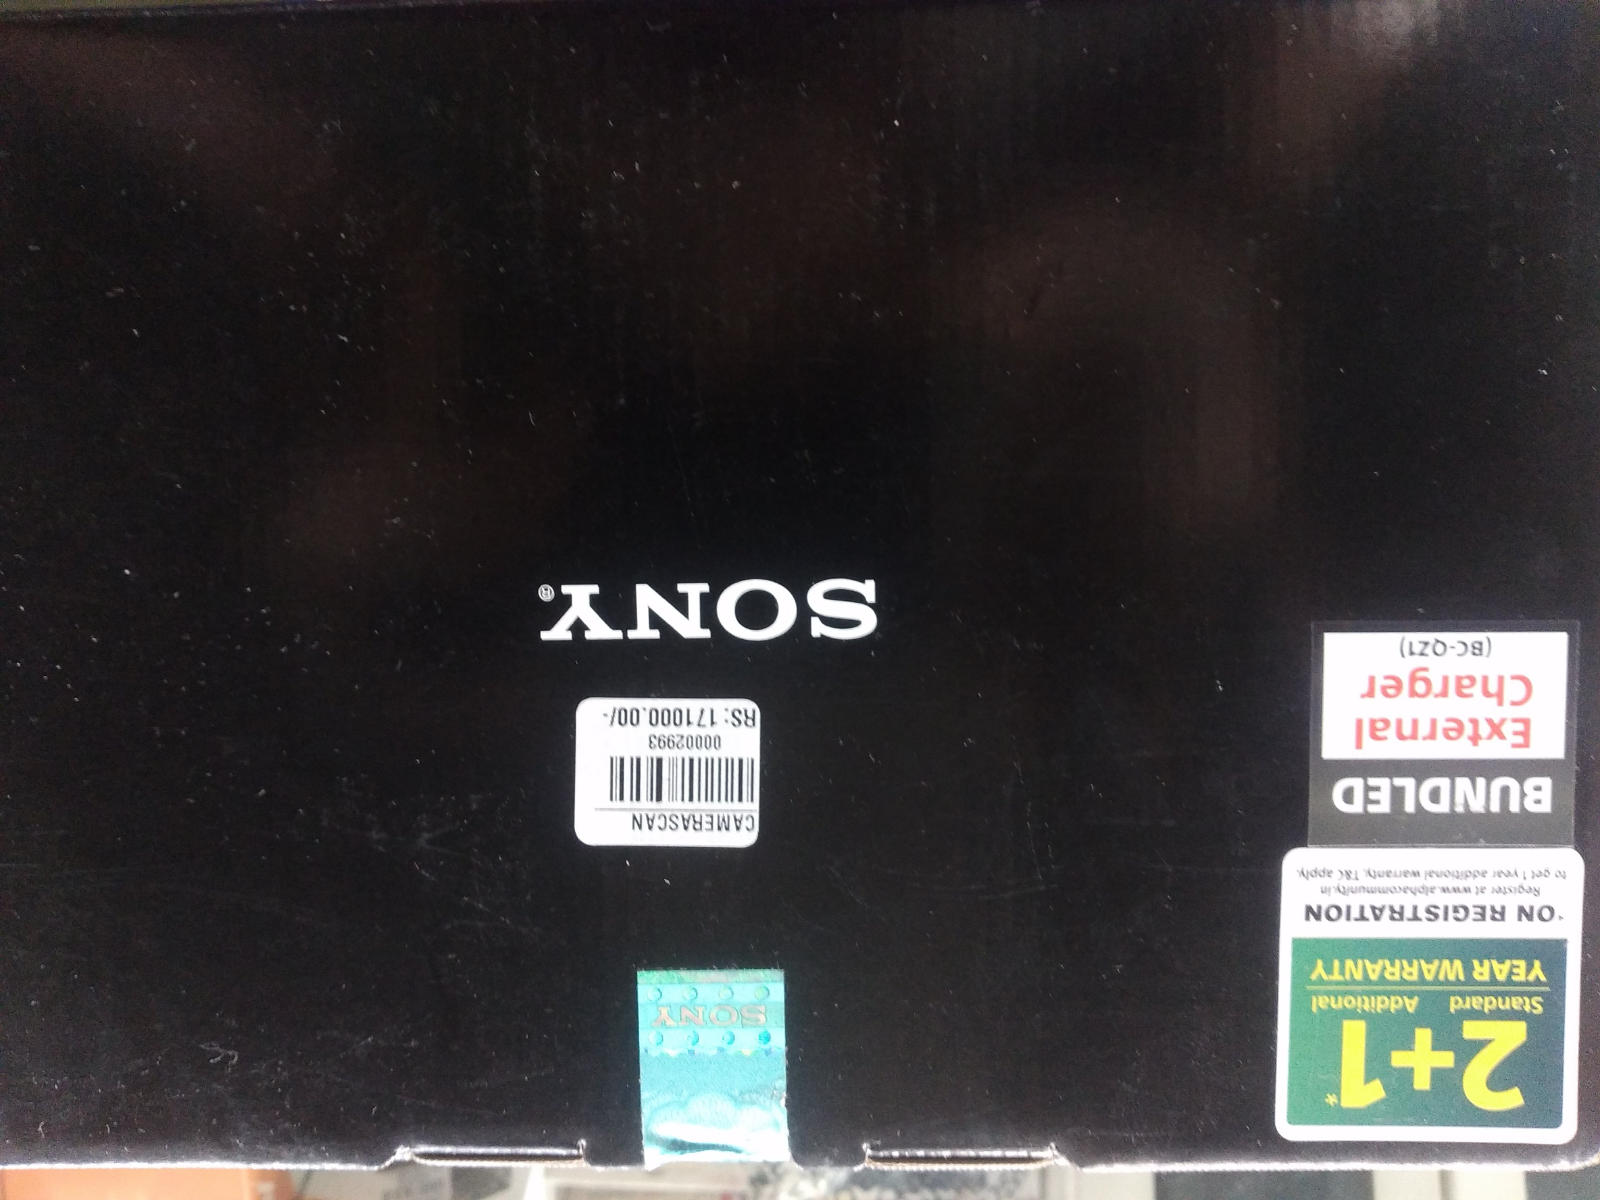 2+1*
Standard Additional
YEAR WARRANTY
*ON REGISTRATION
Register at www.alphacommunity.in
to get 1 year additional warranty. T&C apply.
BUNDLED
External
Charger
(BC-QZ1)
SONY
CAMERASCAN
00002993
RS: 171000.00/-
SONY®